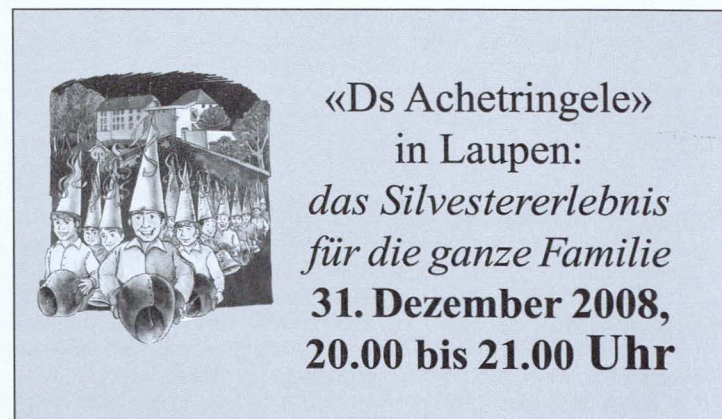 «Ds Achetringele»
in Laupen:
das Silvestererlebnis
für die ganze Familie
31. Dezember 2008,
20.00 bis 21.00 Uhr